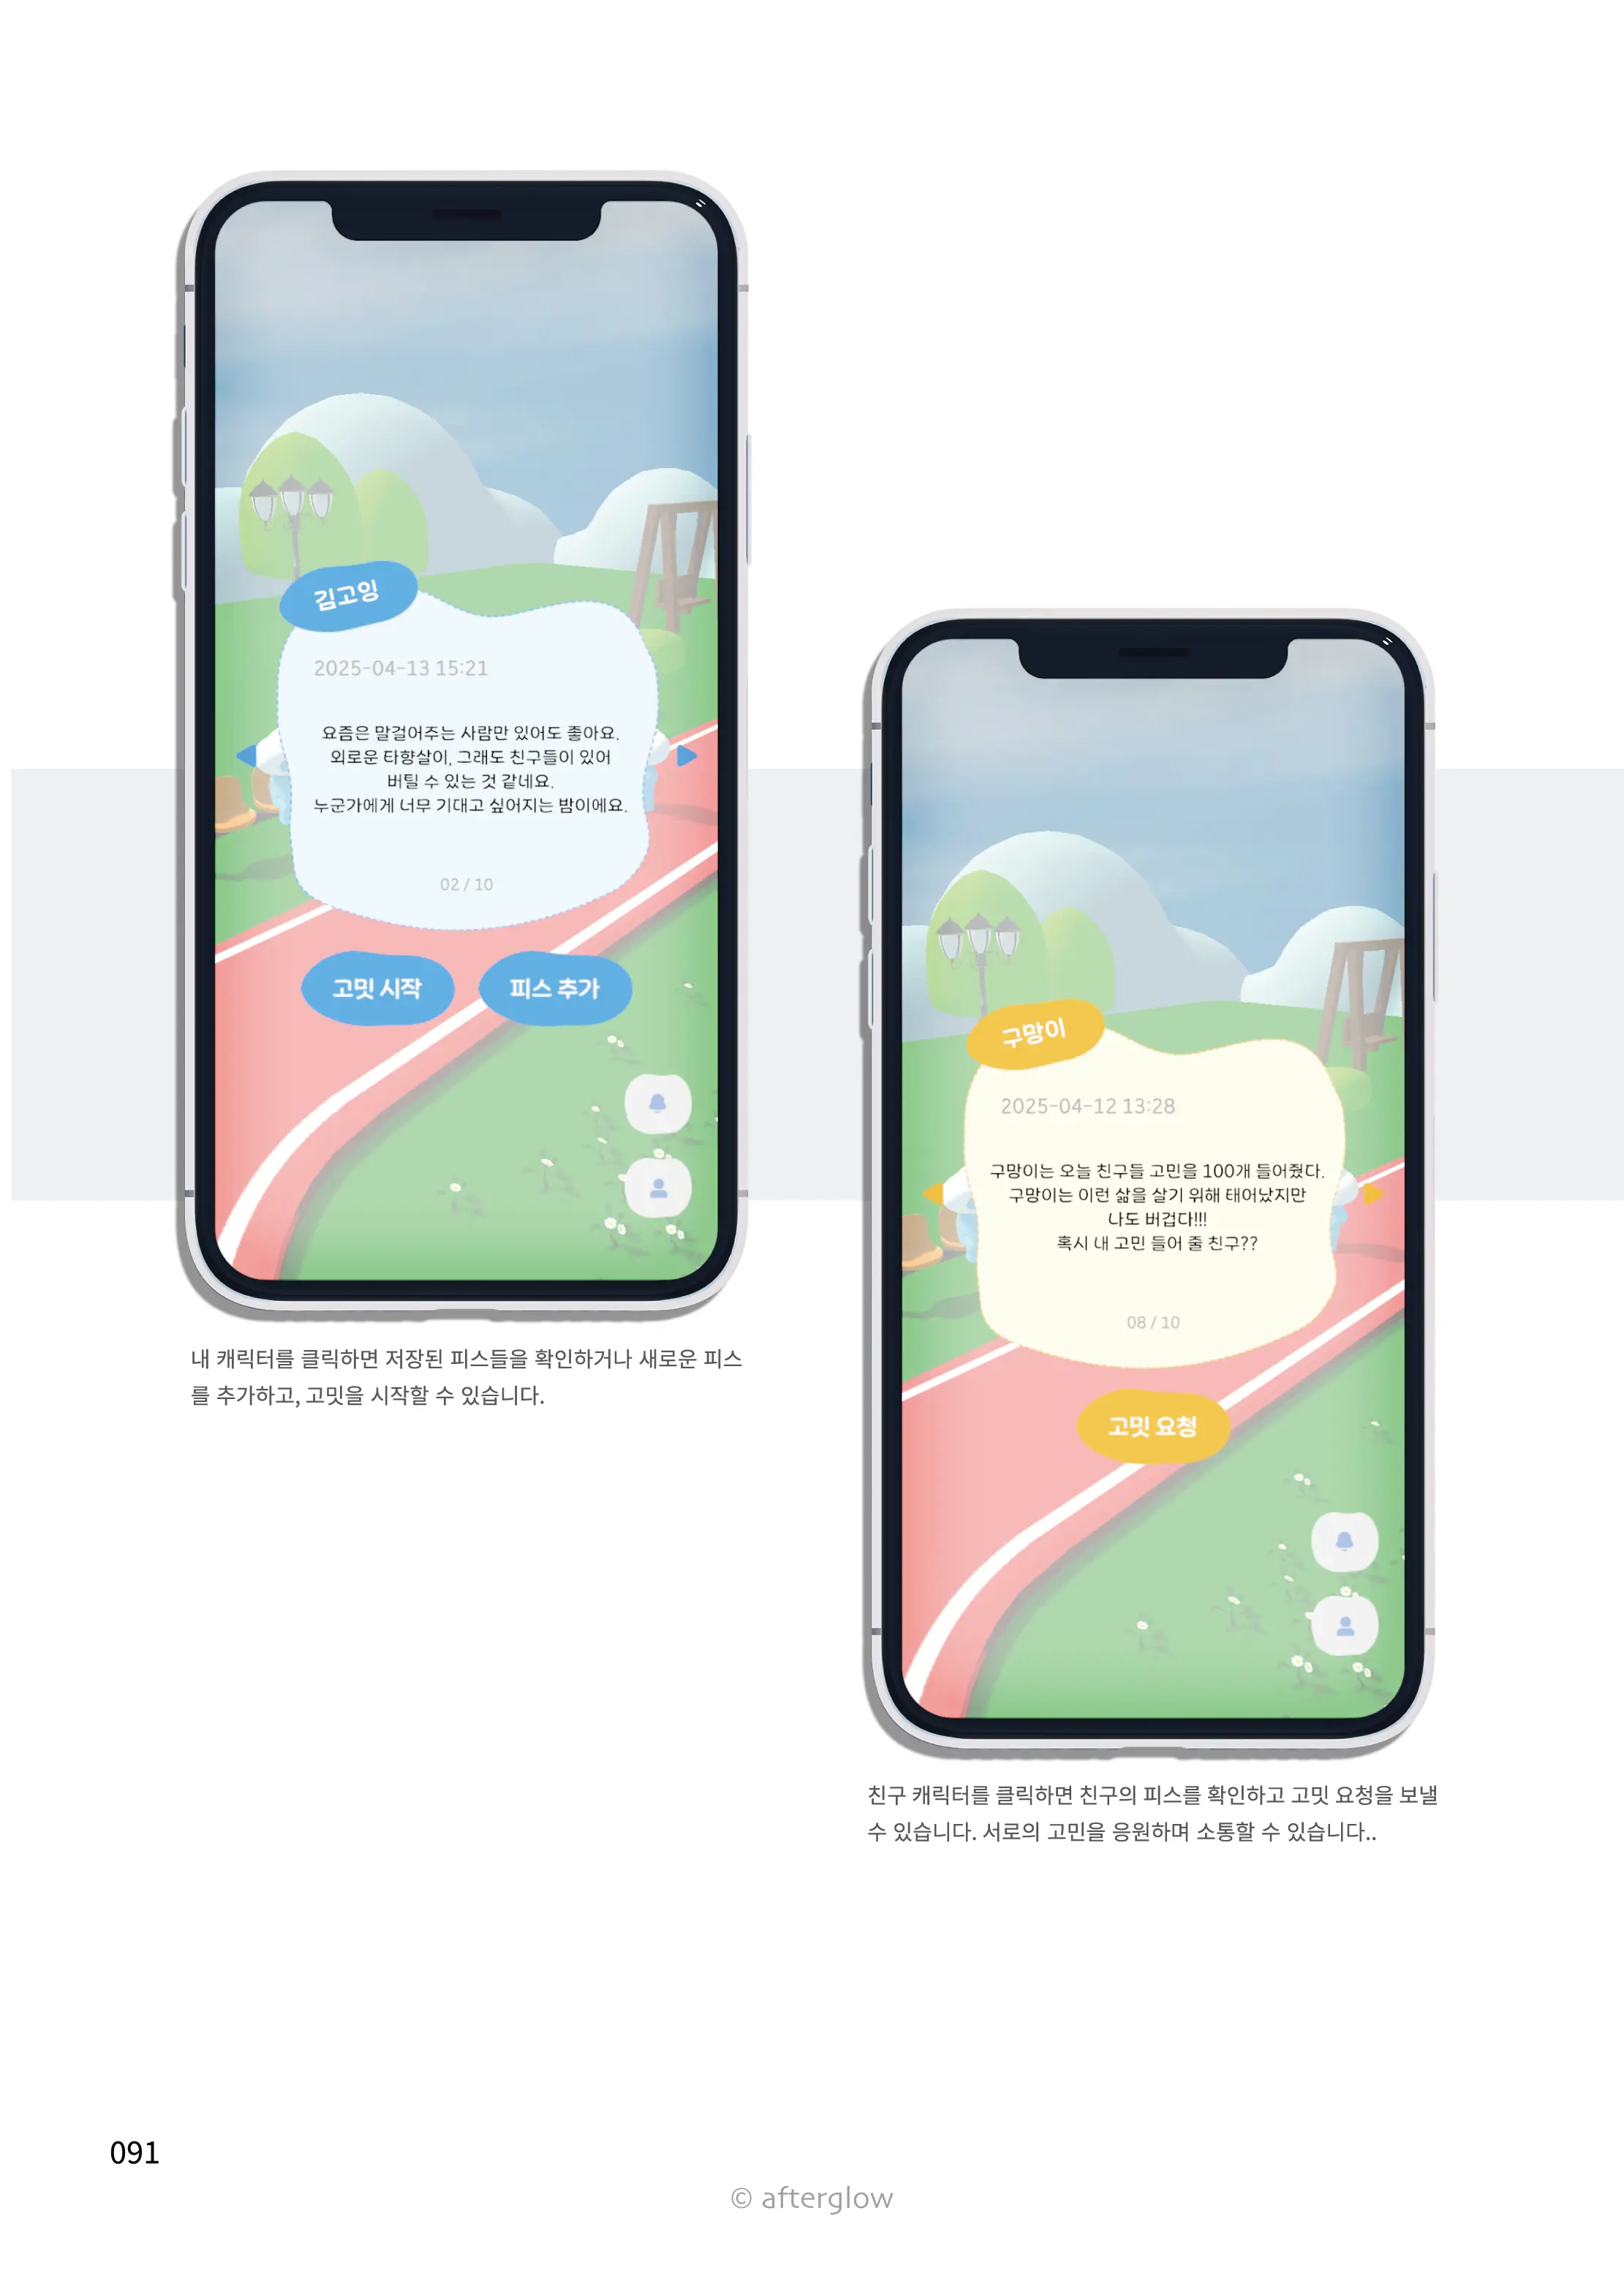 김고잉
2025-04-13 15:21
요즘은 말걸어주는 사람만 있어도 좋아요.
외로운 타향살이, 그래도 친구들이 있어
버틸 수 있는 것 같네요.
누군가에게 너무 기대고 싶어지는 밤이에요.
02 / 10
고밋 시작
피스 추가
내 캐릭터를 클릭하면 저장된 피스들을 확인하거나 새로운 피스
를 추가하고, 고밋을 시작할 수 있습니다.
구망이
2025-04-12 13:28
구망이는 오늘 친구들 고민을 100개 들어줬다.
구망이는 이런 삶을 살기 위해 태어났지만
나도 버겁다!!!
혹시 내 고민 들어 줄 친구??
08 / 10
고밋 요청
친구 캐릭터를 클릭하면 친구의 피스를 확인하고 고밋 요청을 보낼
수 있습니다. 서로의 고민을 응원하며 소통할 수 있습니다..
091
© afterglow